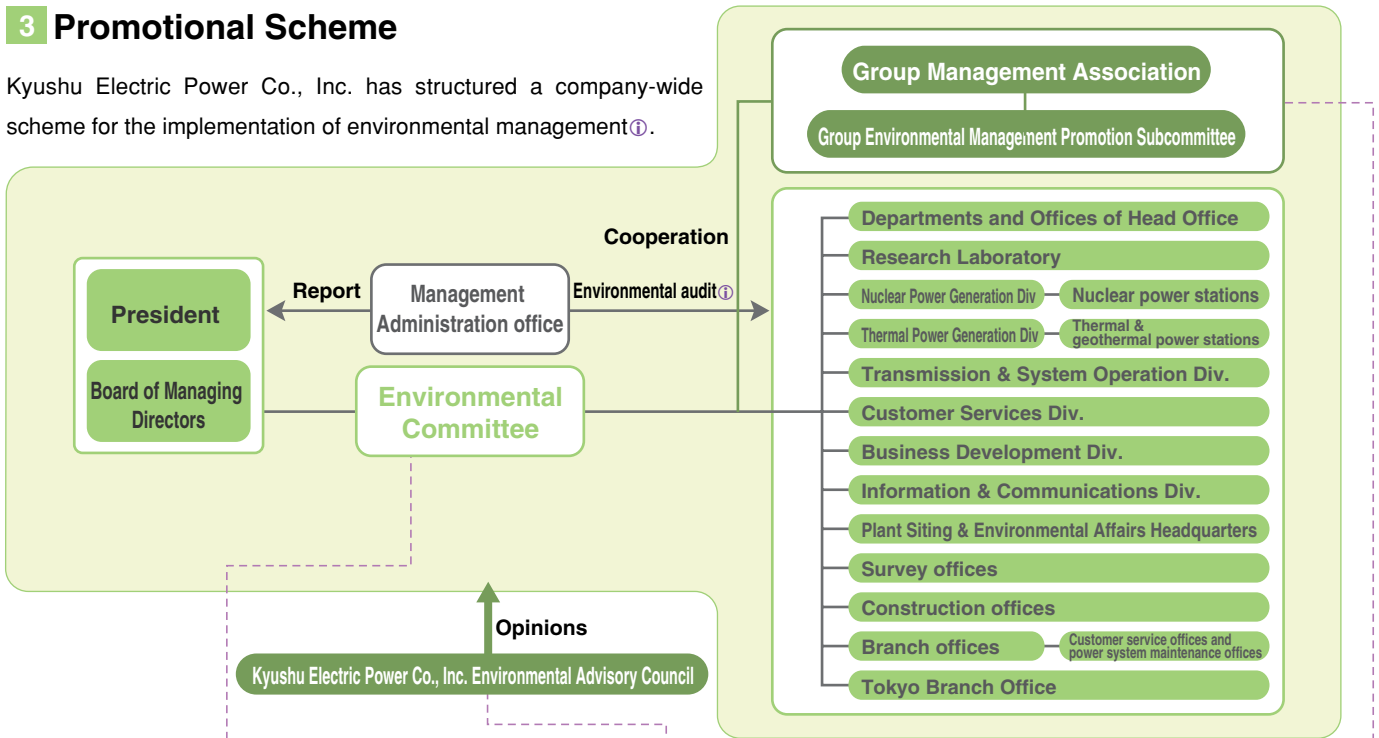 3 Promotional Scheme
Kyushu Electric Power Co., Inc. has structured a company-wide
scheme for the implementation of environmental managementⓘ.
Group Management Association
Group Environmental Management Promotion Subcommittee
Cooperation
President
Board of Managing
Directors
Report
Management
Administration office
Environmental auditⓘ
Environmental
Committee
Departments and Offices of Head Office
Research Laboratory
Nuclear Power Generation Div
Nuclear power stations
Thermal Power Generation Div
Thermal &
geothermal power stations
Transmission & System Operation Div.
Customer Services Div.
Business Development Div.
Information & Communications Div.
Plant Siting & Environmental Affairs Headquarters
Survey offices
Construction offices
Branch offices
Customer service offices and
power system maintenance offices
Tokyo Branch Office
Opinions
Kyushu Electric Power Co., Inc. Environmental Advisory Council